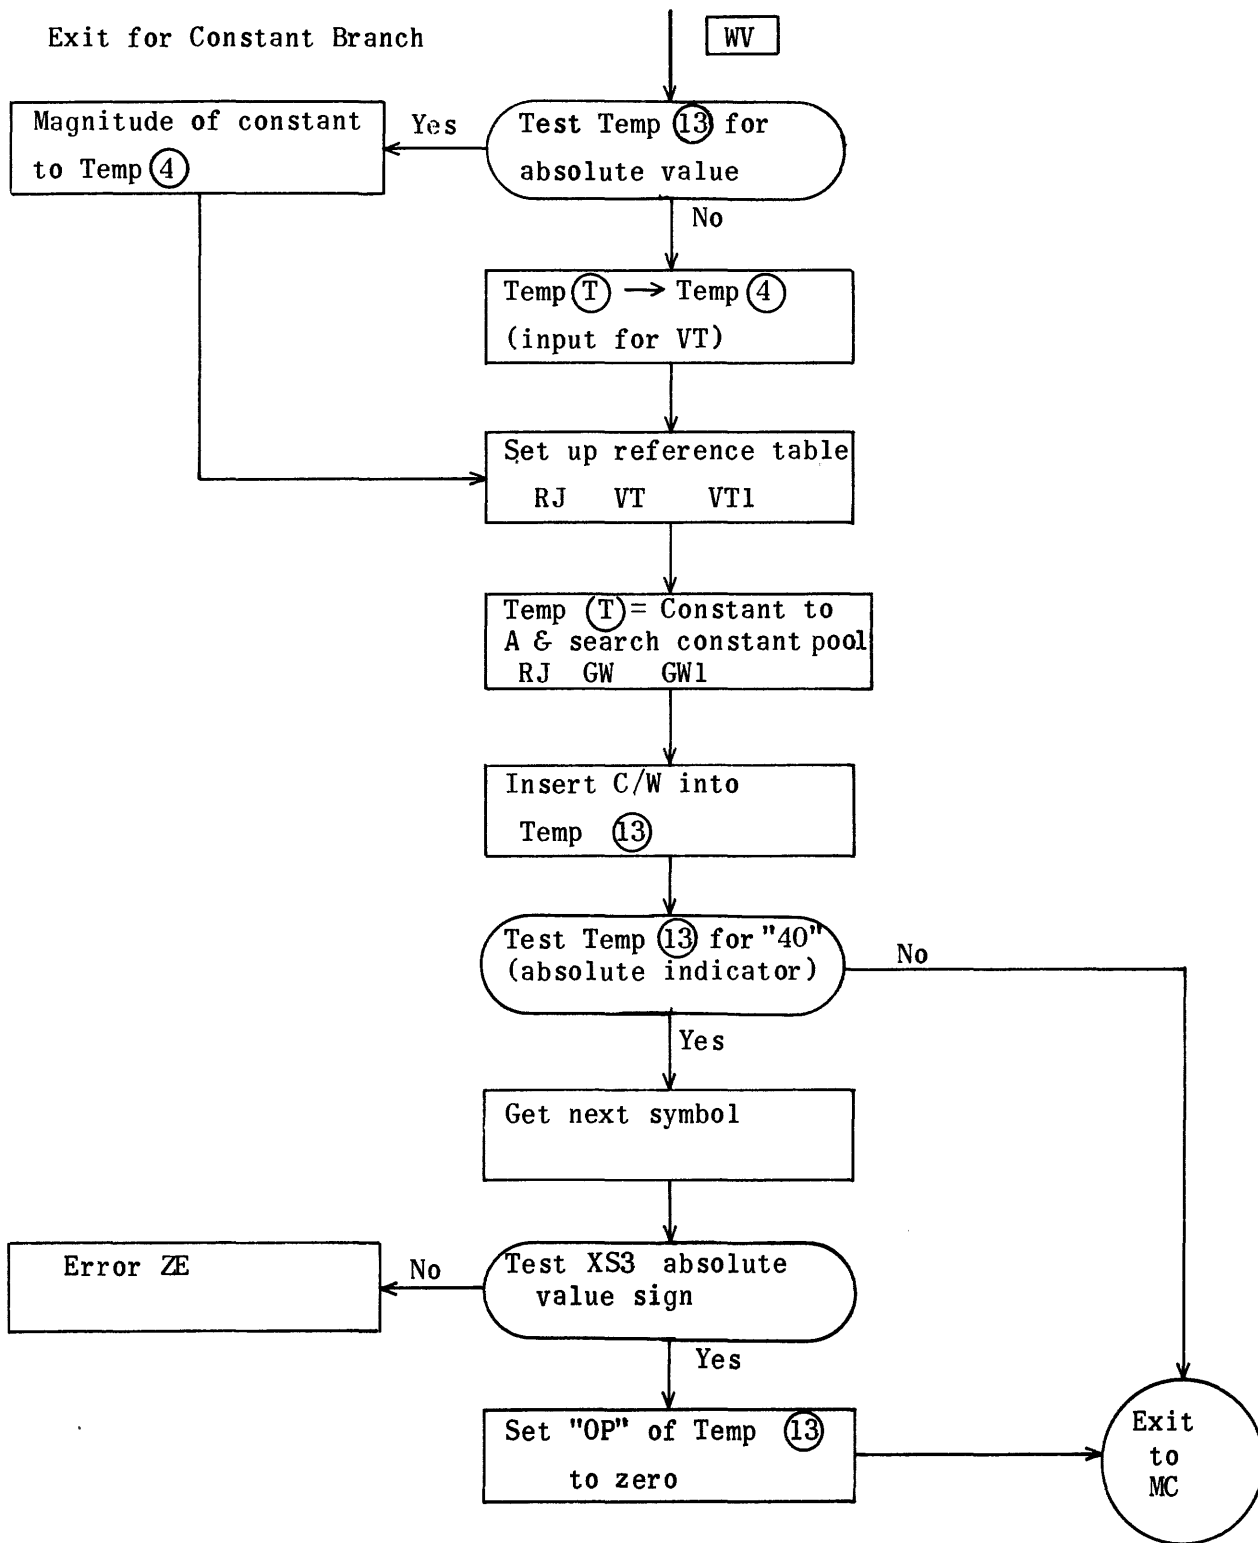 Exit for Constant Branch
WV
Magnitude of constant
to Temp 4
Yes
Test Temp 13 for
absolute value
No
Temp T → Temp 4
(input for VT)
Set up reference table
RJ VT VT1
Temp T = Constant to
A & search constant pool
RJ GW GW1
Insert C/W into
Temp 13
Test Temp 13 for "40"
(absolute indicator)
No
Yes
Get next symbol
Error ZE
No
Test XS3 absolute
value sign
Yes
Set "OP" of Temp 13
to zero
Exit
to
MC